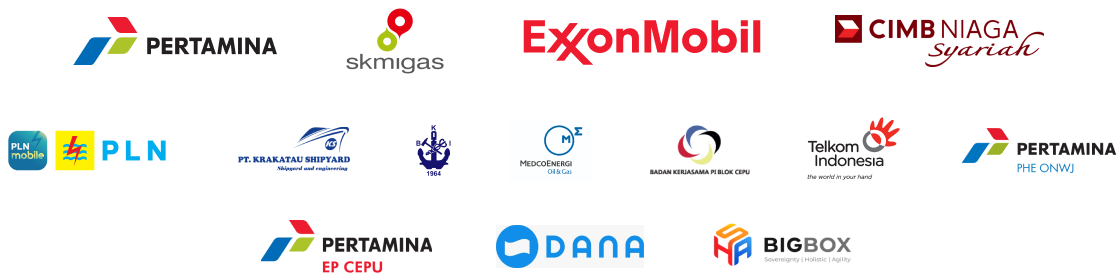 PERTAMINA
skmigas
ExxonMobil
CIMB NIAGA
syariah
PLN
mobile
PLN
KS
PT. KRAKATAU SHIPYARD
Shipyard and engineering
K
B I
1964
M Σ
MEDCOENERGI
Oil & Gas
BADAN KERJASAMA PI BLOK CEPU
Telkom
Indonesia
the world in your hand
PERTAMINA
PHE ONWJ
PERTAMINA
EP CEPU
DANA
SHA
BIGBOX
Sovereignty | Holistic | Agility